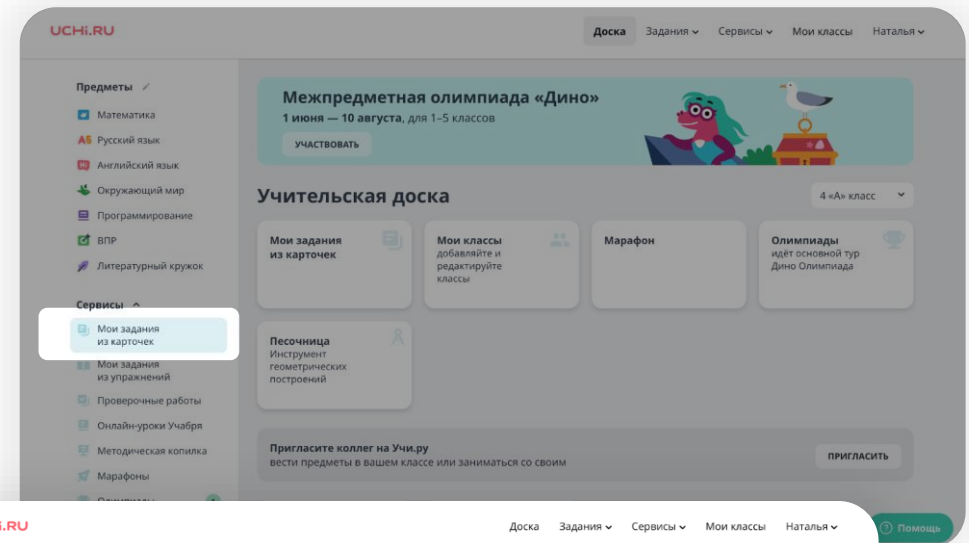 UCHi.RU
Доска Задания Сервисы Мои классы Наталья
Предметы
Математика
Русский язык
Английский язык
Окружающий мир
Программирование
ВПР
Литературный кружок
Сервисы
Мои задания
из карточек
Мои задания
из упражнений
Проверочные работы
Онлайн-уроки Учабря
Методическая копилка
Марафоны
Олимпиады
Межпредметная олимпиада «Дино»
1 июня — 10 августа, для 1–5 классов
УЧАСТВОВАТЬ
Учительская доска
4 «А» класс
Мои задания
из карточек
Мои классы
добавляйте и
редактируйте
классы
Марафон
Олимпиады
идёт основной тур
Дино Олимпиада
Песочница
Инструмент
геометрических
построений
Пригласите коллег на Учи.ру
вести предметы в вашем классе или заниматься со своим
ПРИГЛАСИТЬ
i.RU
Доска Задания Сервисы Мои классы Наталья
Помощь